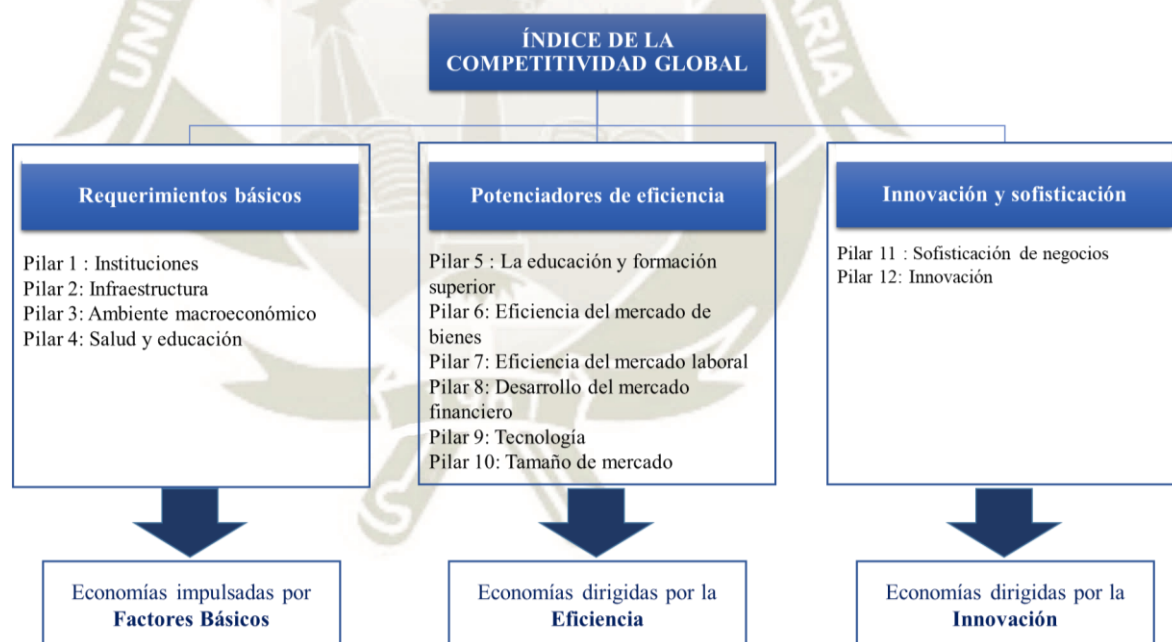 ÍNDICE DE LA
COMPETITIVIDAD GLOBAL
Requerimientos básicos
Pilar 1 : Instituciones
Pilar 2: Infraestructura
Pilar 3: Ambiente macroeconómico
Pilar 4: Salud y educación
Economías impulsadas por
Factores Básicos
Potenciadores de eficiencia
Pilar 5 : La educación y formación
superior
Pilar 6: Eficiencia del mercado de
bienes
Pilar 7: Eficiencia del mercado laboral
Pilar 8: Desarrollo del mercado
financiero
Pilar 9: Tecnología
Pilar 10: Tamaño de mercado
Economías dirigidas por la
Eficiencia
Innovación y sofisticación
Pilar 11 : Sofisticación de negocios
Pilar 12: Innovación
Economías dirigidas por la
Innovación